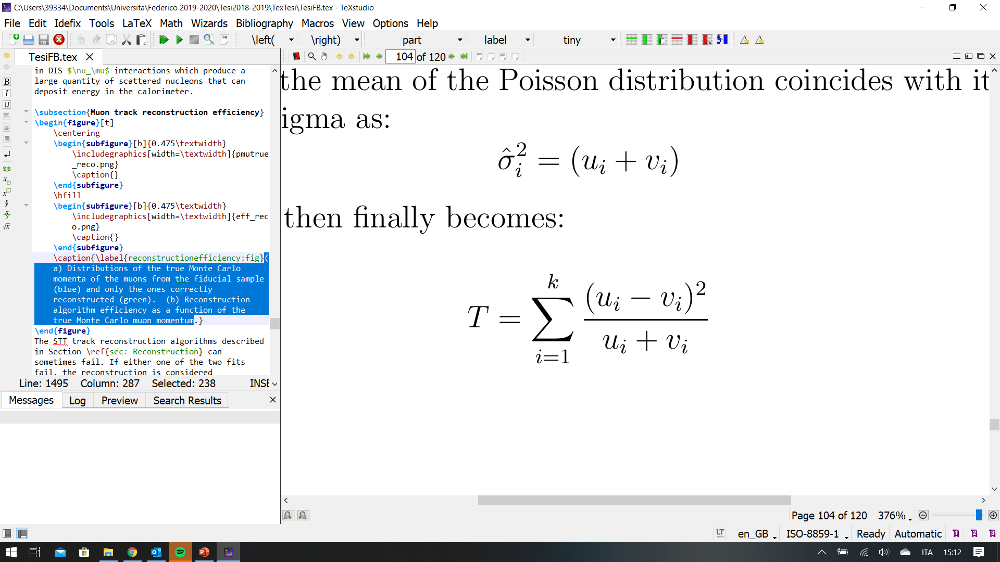 C:\Users\39334\Documents\Universita\Federico 2019-2020\Tesi2018-2019\TexTesi\TesiFB.tex - TeXstudio
File Edit Idefix Tools LaTeX Math Wizards Bibliography Macros View Options Help
\left( \right) part label tiny
TesiFB.tex
104 of 120
in DIS $\nu_\mu$ interactions which produce a
large quantity of scattered nucleons that can
deposit energy in the calorimeter.
\subsection{Muon track reconstruction efficiency}
\begin{figure}[t]
\centering
\begin{subfigure}[b]{0.475\textwidth}
\includegraphics[width=\textwidth]{pmutrue
_reco.png}
\caption{}
\end{subfigure}
\hfill
\begin{subfigure}[b]{0.475\textwidth}
\includegraphics[width=\textwidth]{eff_rec
o.png}
\caption{}
\end{subfigure}
\caption{\label{reconstructionefficiency:fig}(
a) Distributions of the true Monte Carlo
momenta of the muons from the fiducial sample
(blue) and only the ones correctly
reconstructed (green).  (b) Reconstruction
algorithm efficiency as a function of the
true Monte Carlo muon momentum.}
\end{figure}
The STT track reconstruction algorithms described
in Section \ref{sec: Reconstruction} can
sometimes fail. If either one of the two fits
fail, the reconstruction is considered
Line: 1495 Column: 287 Selected: 238 INSE
Messages Log Preview Search Results
the mean of the Poisson distribution coincides with it
igma as:
σ̂_i^2 = (u_i + v_i)
then finally becomes:
T = \sum_{i=1}^{k} \frac{(u_i − v_i)^2}{u_i + v_i}
Page 104 of 120 376%
LT en_GB ISO-8859-1 Ready Automatic 1 2 3
ITA 15:12